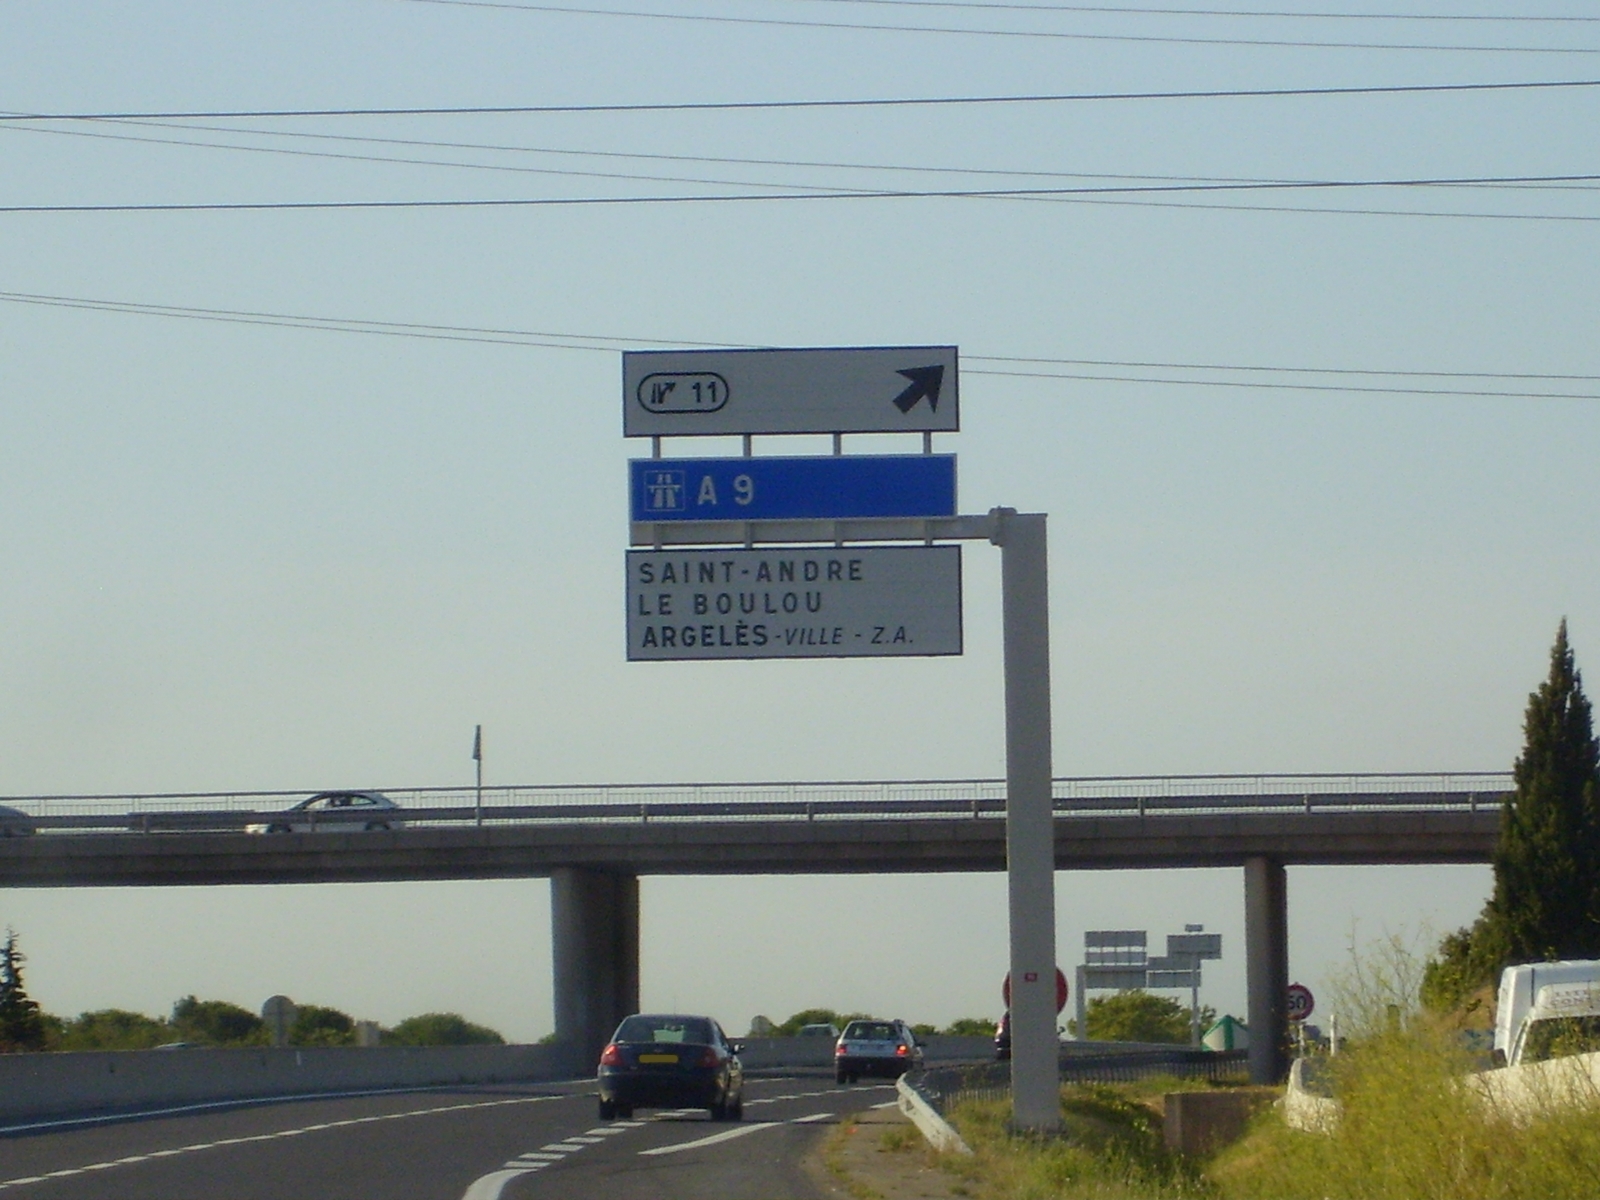 11
A 9
SAINT-ANDRE
LE BOULOU
ARGELÈS-VILLE - Z.A.
50